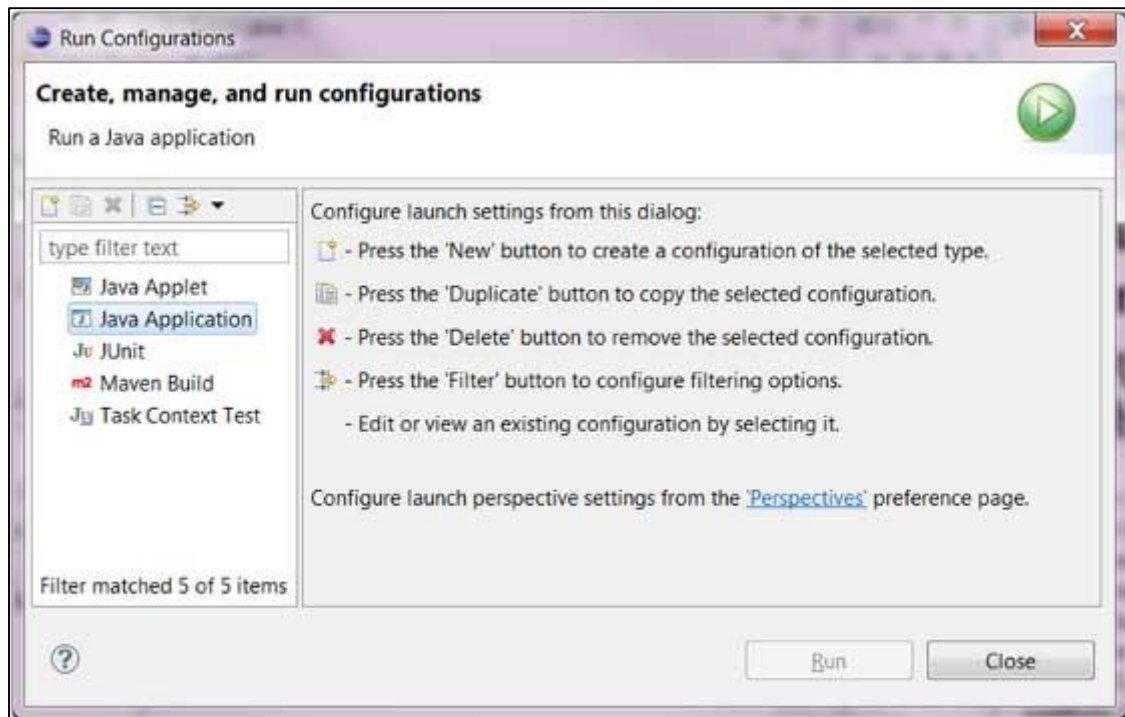 Run Configurations
Create, manage, and run configurations
Run a Java application
type filter text
Java Applet
Java Application
Ju JUnit
m2 Maven Build
Ju Task Context Test
Filter matched 5 of 5 items
Configure launch settings from this dialog:
- Press the 'New' button to create a configuration of the selected type.
- Press the 'Duplicate' button to copy the selected configuration.
- Press the 'Delete' button to remove the selected configuration.
- Press the 'Filter' button to configure filtering options.
- Edit or view an existing configuration by selecting it.
Configure launch perspective settings from the 'Perspectives' preference page.
Run
Close